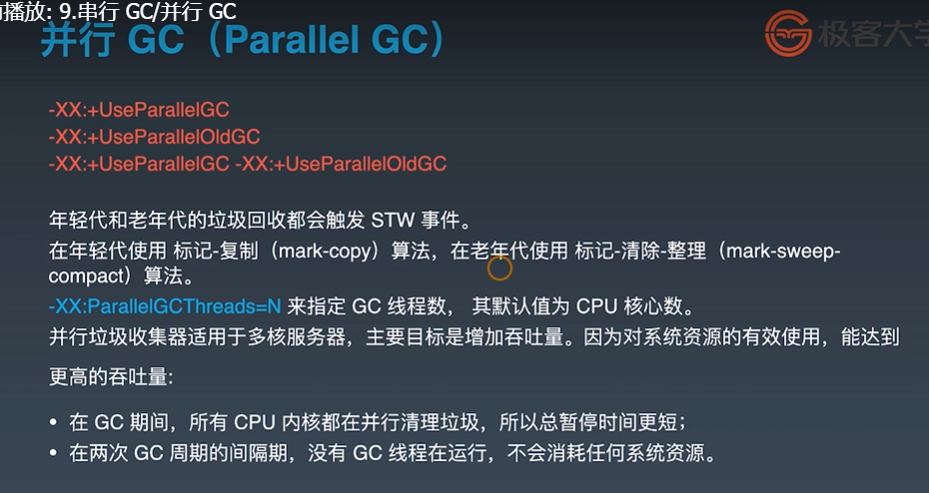 播放: 9.串行 GC/并行 GC
并行 GC（Parallel GC）
极客大学
-XX:+UseParallelGC
-XX:+UseParallelOldGC
-XX:+UseParallelGC -XX:+UseParallelOldGC
年轻代和老年代的垃圾回收都会触发 STW 事件。
在年轻代使用 标记-复制（mark-copy）算法，在老年代使用 标记-清除-整理（mark-sweep-
compact）算法。
-XX:ParallelGCThreads=N 来指定 GC 线程数， 其默认值为 CPU 核心数。
并行垃圾收集器适用于多核服务器，主要目标是增加吞吐量。因为对系统资源的有效使用，能达到
更高的吞吐量:
• 在 GC 期间，所有 CPU 内核都在并行清理垃圾，所以总暂停时间更短；
• 在两次 GC 周期的间隔期，没有 GC 线程在运行，不会消耗任何系统资源。